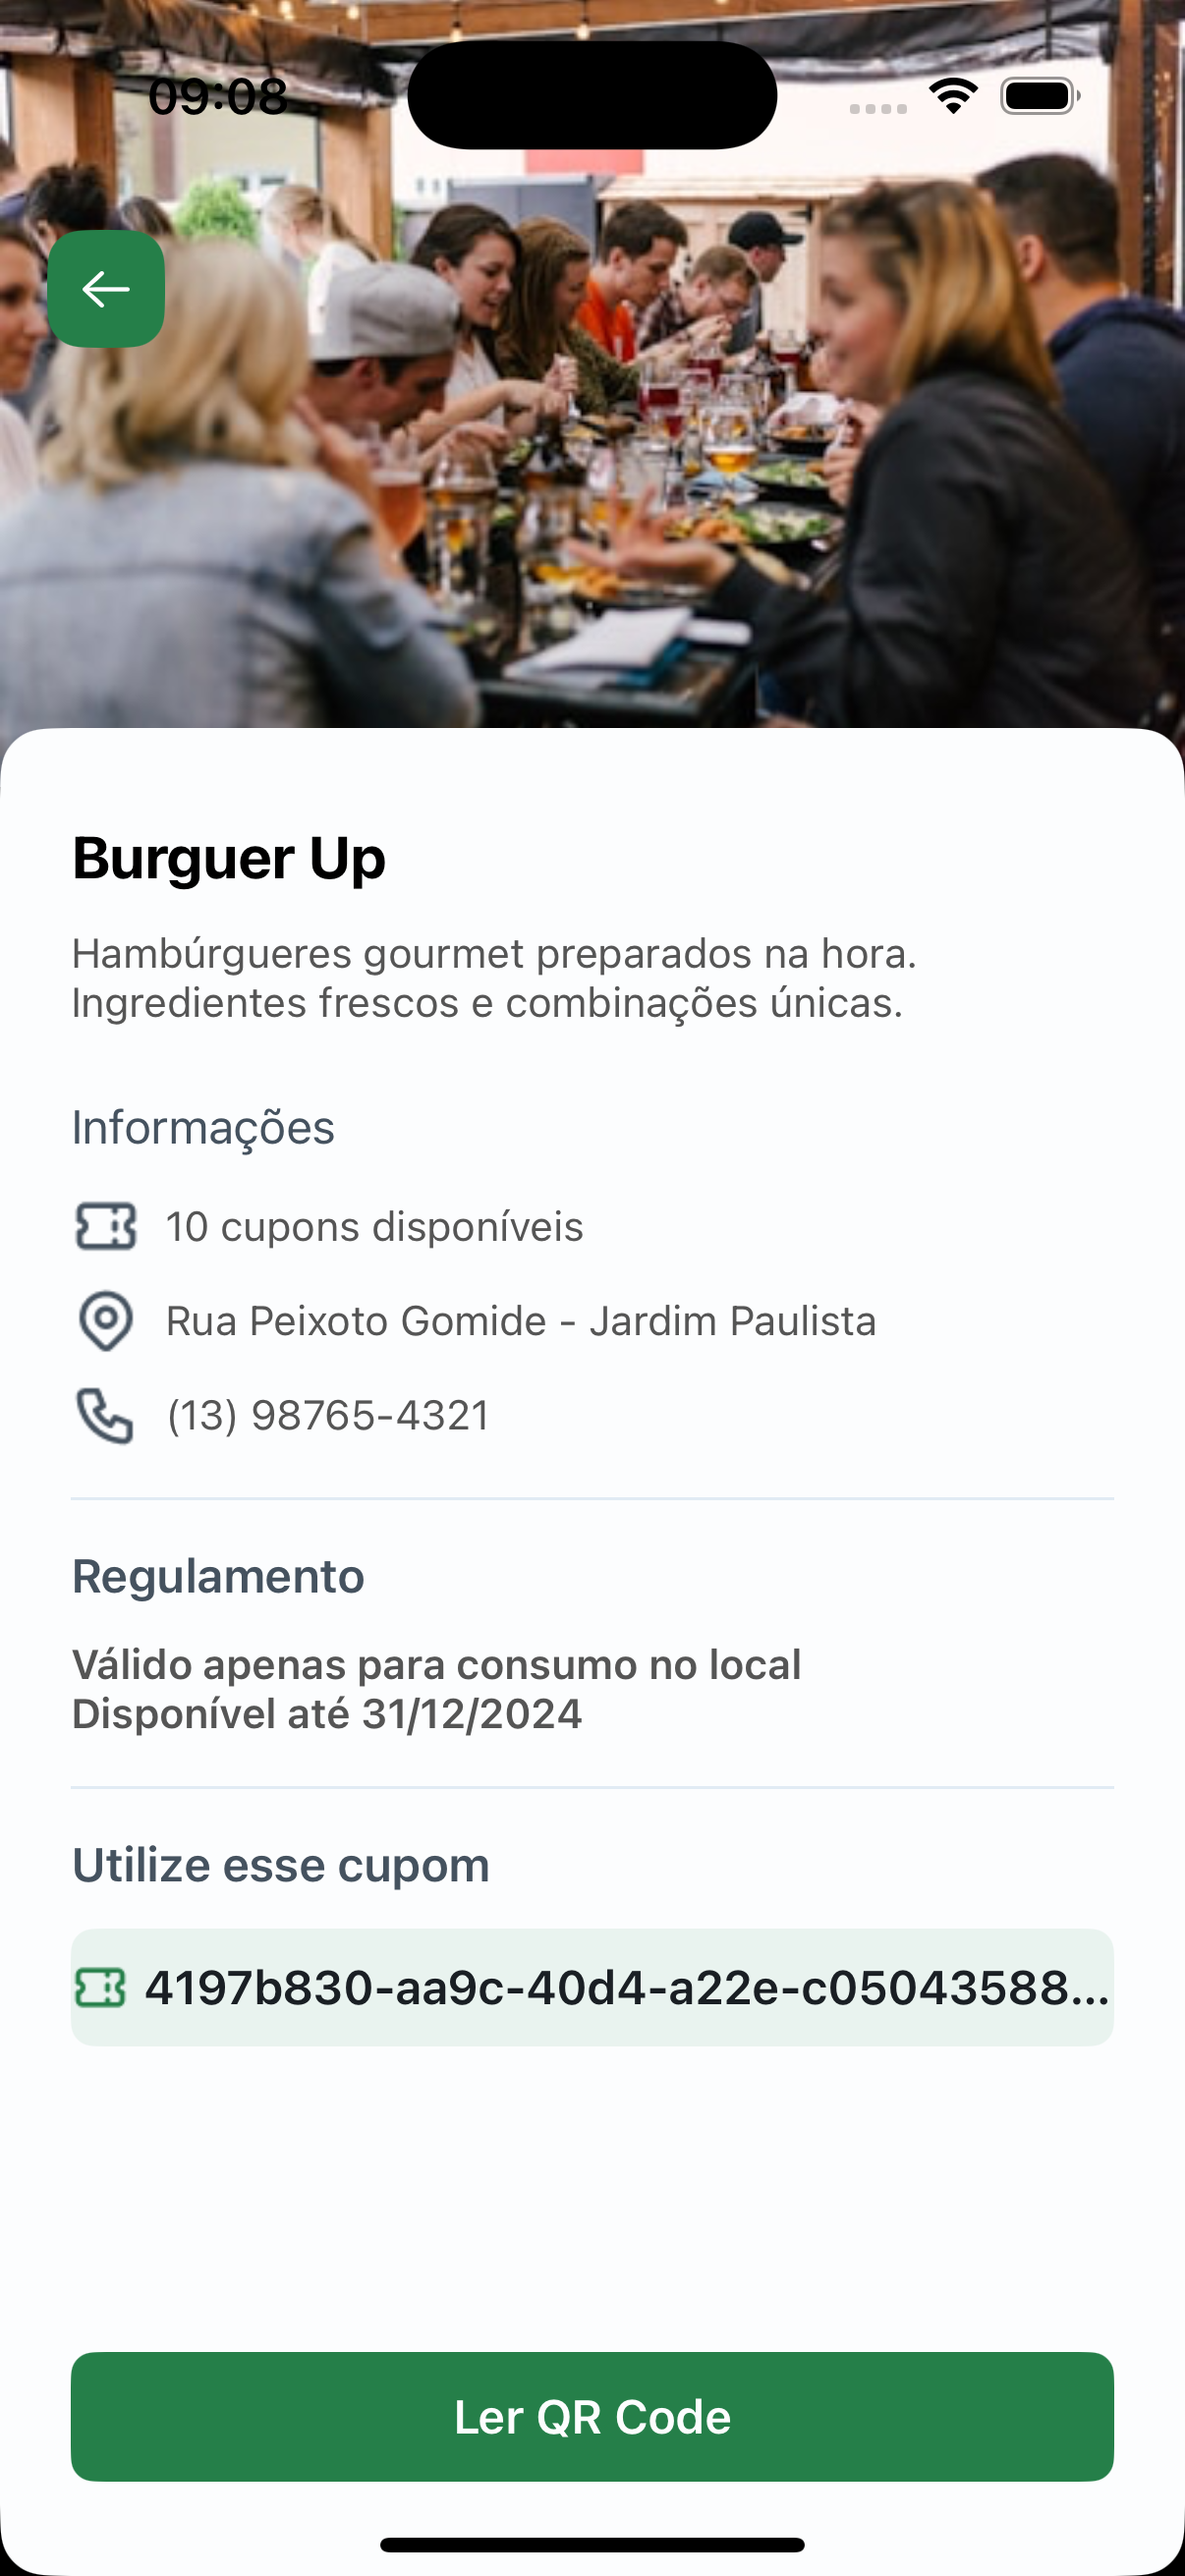 09:08
Burguer Up
Hambúrgueres gourmet preparados na hora.
Ingredientes frescos e combinações únicas.
Informações
10 cupons disponíveis
Rua Peixoto Gomide - Jardim Paulista
(13) 98765-4321
Regulamento
Válido apenas para consumo no local
Disponível até 31/12/2024
Utilize esse cupom
4197b830-aa9c-40d4-a22e-c05043588...
Ler QR Code